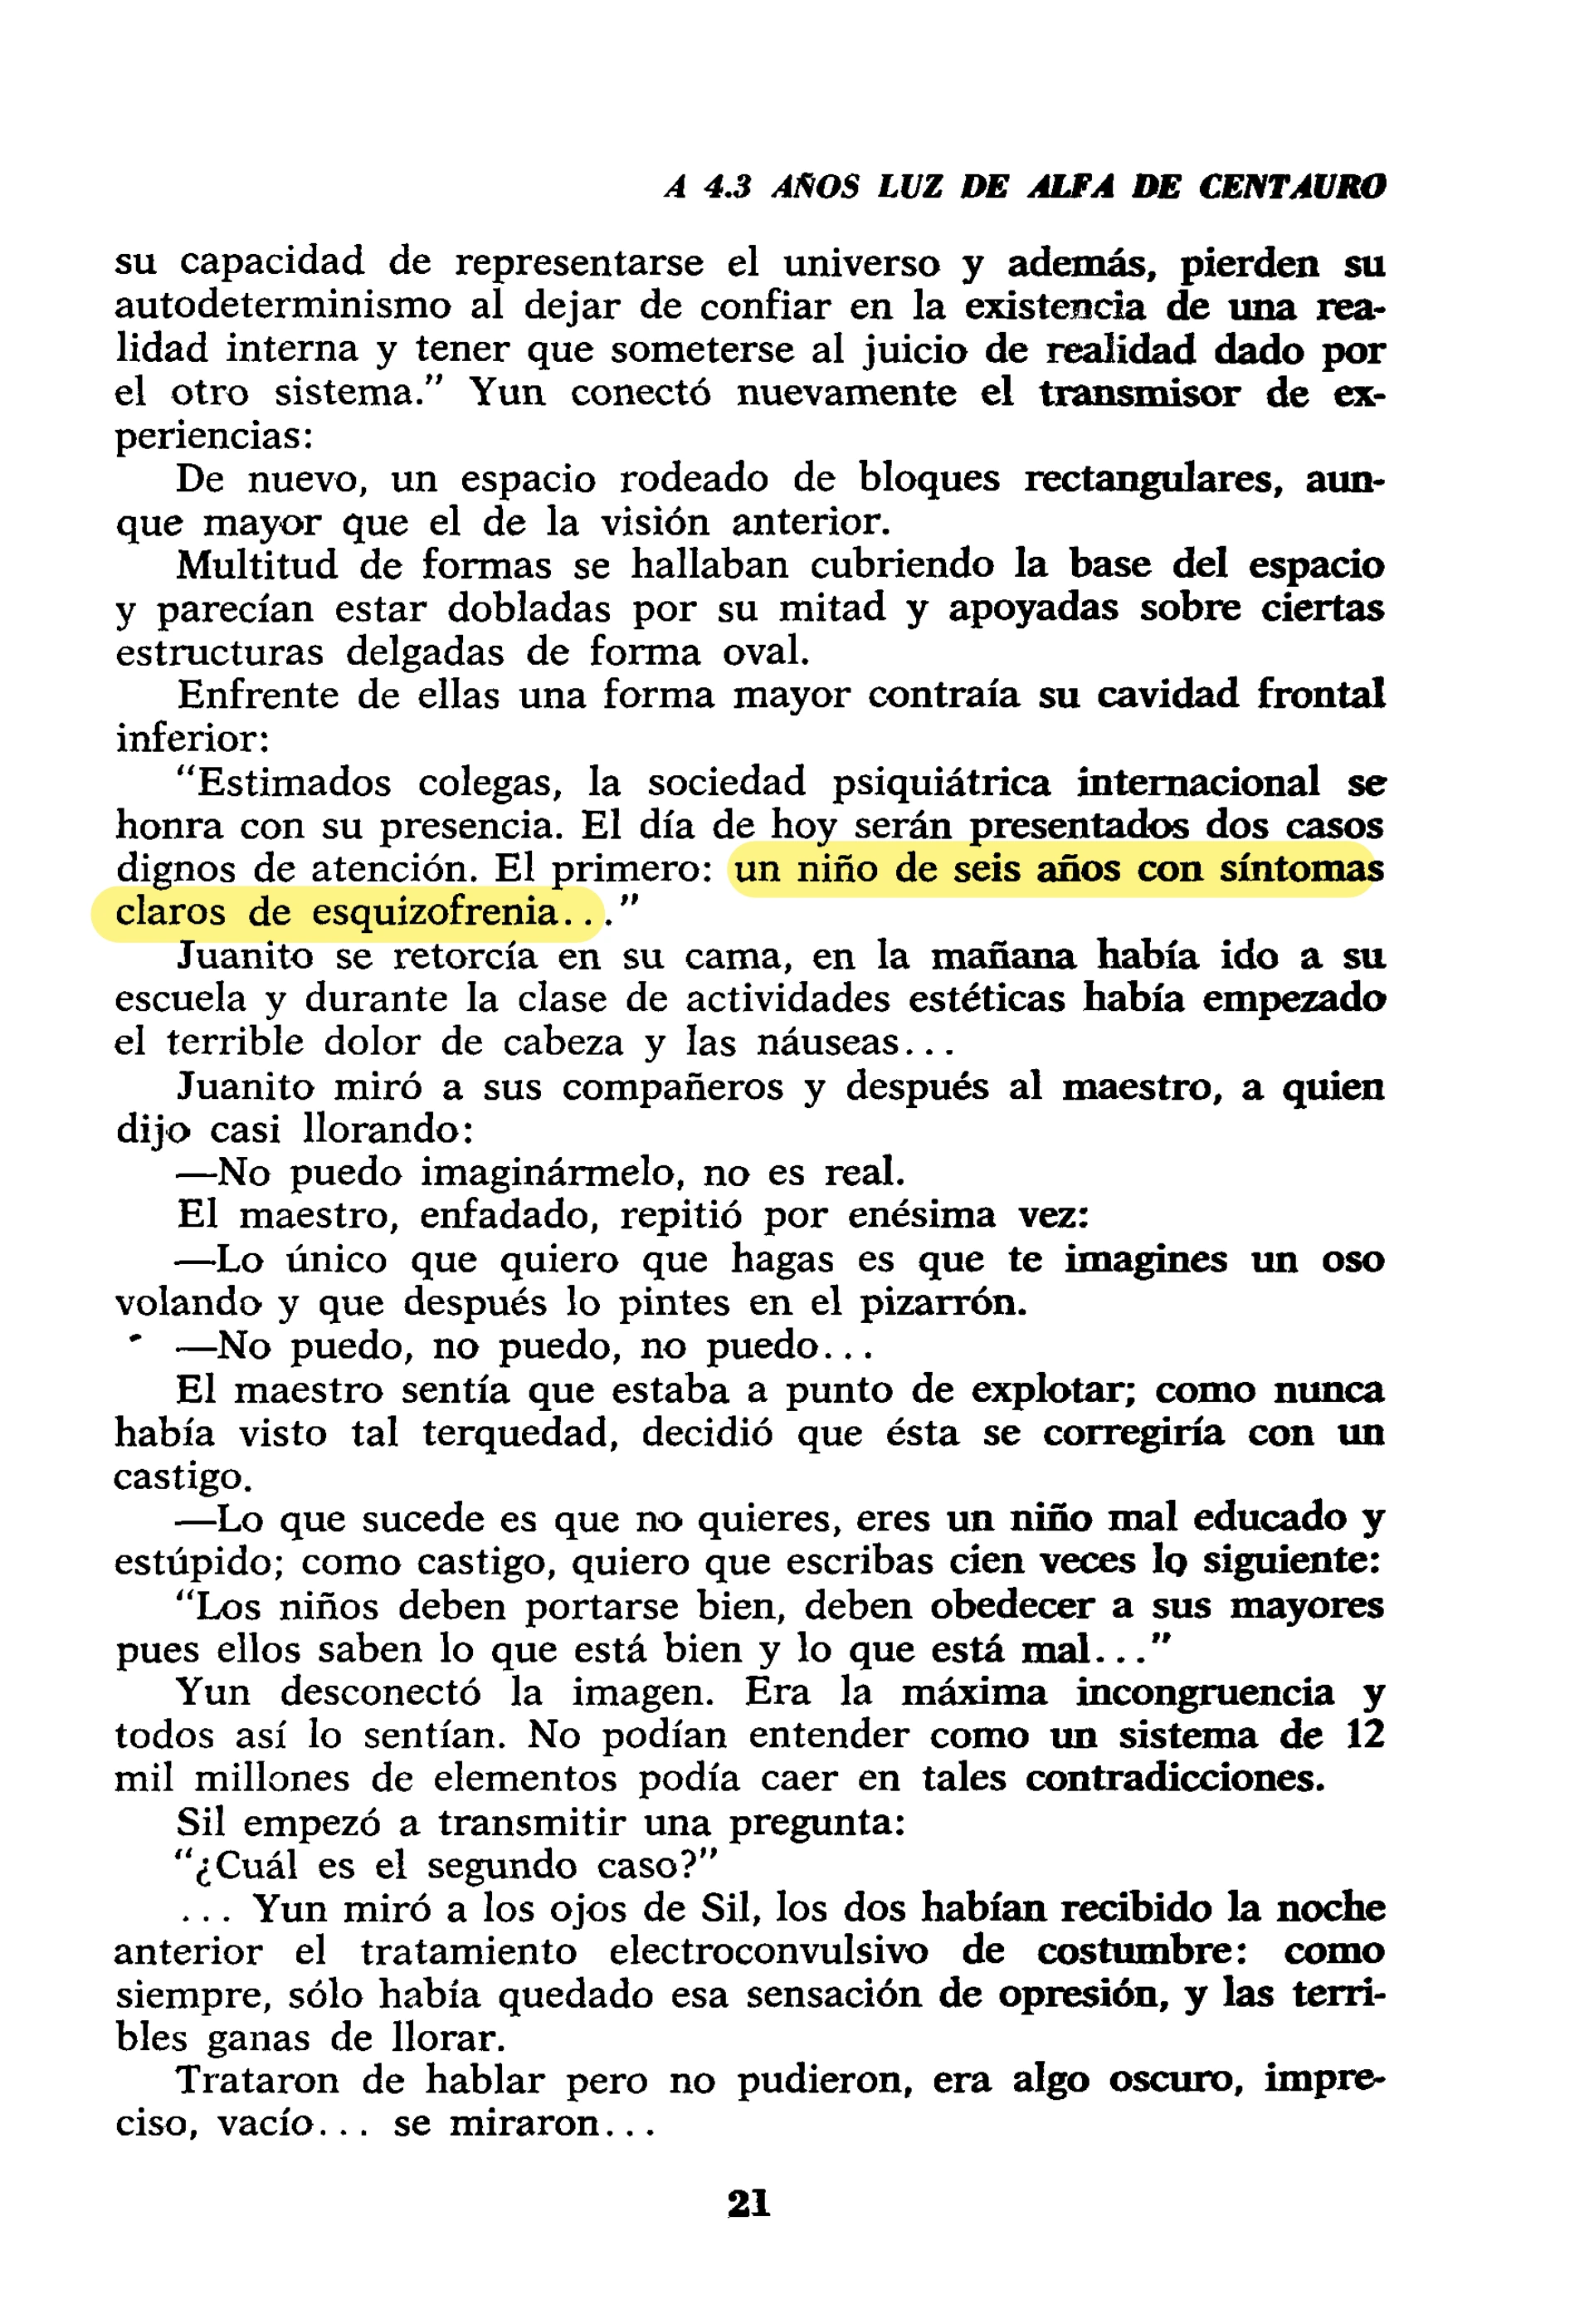 A 4.3 AÑOS LUZ DE ALFA DE CENTAURO
su capacidad de representarse el universo y además, pierden su
autodeterminismo al dejar de confiar en la existencia de una rea-
lidad interna y tener que someterse al juicio de realidad dado por
el otro sistema.” Yun conectó nuevamente el transmisor de ex-
periencias:
De nuevo, un espacio rodeado de bloques rectangulares, aun-
que mayor que el de la visión anterior.
Multitud de formas se hallaban cubriendo la base del espacio
y parecían estar dobladas por su mitad y apoyadas sobre ciertas
estructuras delgadas de forma oval.
Enfrente de ellas una forma mayor contraía su cavidad frontal
inferior:
“Estimados colegas, la sociedad psiquiátrica internacional se
honra con su presencia. El día de hoy serán presentados dos casos
dignos de atención. El primero: un niño de seis años con síntomas
claros de esquizofrenia...”
Juanito se retorcía en su cama, en la mañana había ido a su
escuela y durante la clase de actividades estéticas había empezado
el terrible dolor de cabeza y las náuseas...
Juanito miró a sus compañeros y después al maestro, a quien
dijo casi llorando:
—No puedo imaginármelo, no es real.
El maestro, enfadado, repitió por enésima vez:
—Lo único que quiero que hagas es que te imagines un oso
volando y que después lo pintes en el pizarrón.
—No puedo, no puedo, no puedo...
El maestro sentía que estaba a punto de explotar; como nunca
había visto tal terquedad, decidió que ésta se corregiría con un
castigo.
—Lo que sucede es que no quieres, eres un niño mal educado y
estúpido; como castigo, quiero que escribas cien veces lo siguiente:
“Los niños deben portarse bien, deben obedecer a sus mayores
pues ellos saben lo que está bien y lo que está mal...”
Yun desconectó la imagen. Era la máxima incongruencia y
todos así lo sentían. No podían entender como un sistema de 12
mil millones de elementos podía caer en tales contradicciones.
Sil empezó a transmitir una pregunta:
“¿Cuál es el segundo caso?”
... Yun miró a los ojos de Sil, los dos habían recibido la noche
anterior el tratamiento electroconvulsivo de costumbre: como
siempre, sólo había quedado esa sensación de opresión, y las terri-
bles ganas de llorar.
Trataron de hablar pero no pudieron, era algo oscuro, impre-
ciso, vacío... se miraron...
21